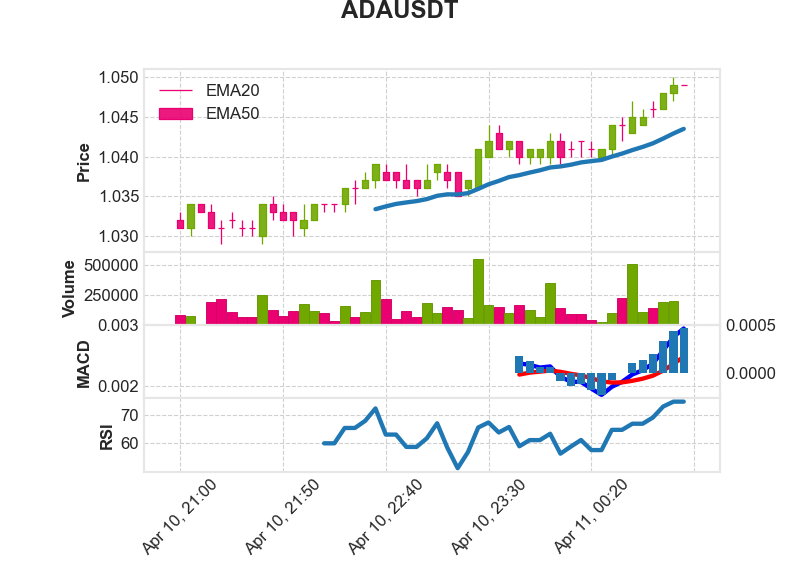 ADAUSDT
EMA20
EMA50
Price
1.050
1.045
1.040
1.035
1.030
Volume
500000
250000
MACD
0.003
0.002
0.0005
0.0000
RSI
70
60
Apr 10, 21:00
Apr 10, 21:50
Apr 10, 22:40
Apr 10, 23:30
Apr 11, 00:20